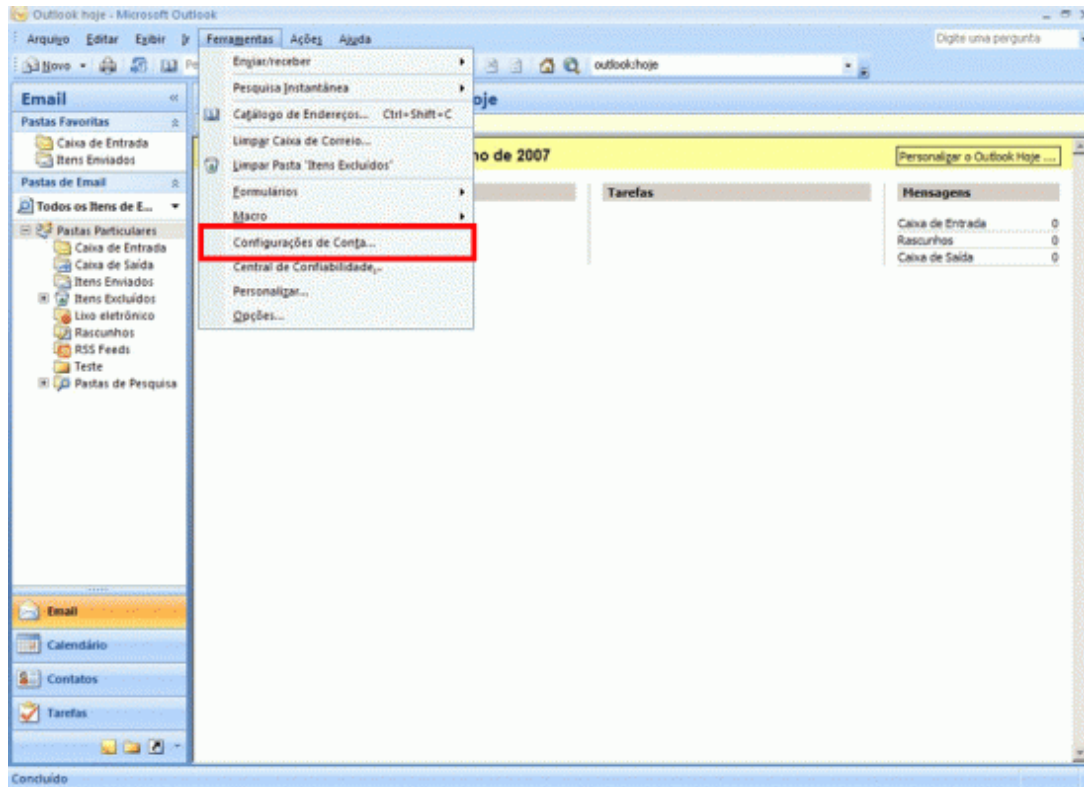 Outlook hoje - Microsoft Outlook
Arquivo Editar Exibir Ir Ferramentas Ações Ajuda
Digite uma pergunta
Novo
outlook:hoje
Enviar/receber
Pesquisa Instantânea
Catálogo de Endereços... Ctrl+Shift+C
Limpar Caixa de Correio...
Limpar Pasta "Itens Excluídos"
Formulários
Macro
Configurações de Conta...
Central de Confiabilidade...
Personalizar...
Opções...
Email
Pastas Favoritas
Caixa de Entrada
Itens Enviados
Pastas de Email
Todos os Itens de E...
Pastas Particulares
Caixa de Entrada
Caixa de Saída
Itens Enviados
Itens Excluídos
Lixo eletrônico
Rascunhos
RSS Feeds
Teste
Pastas de Pesquisa
Email
Calendário
Contatos
Tarefas
oje
ho de 2007
Personalizar o Outlook Hoje ...
Tarefas
Mensagens
Caixa de Entrada 0
Rascunhos 0
Caixa de Saída 0
Concluído